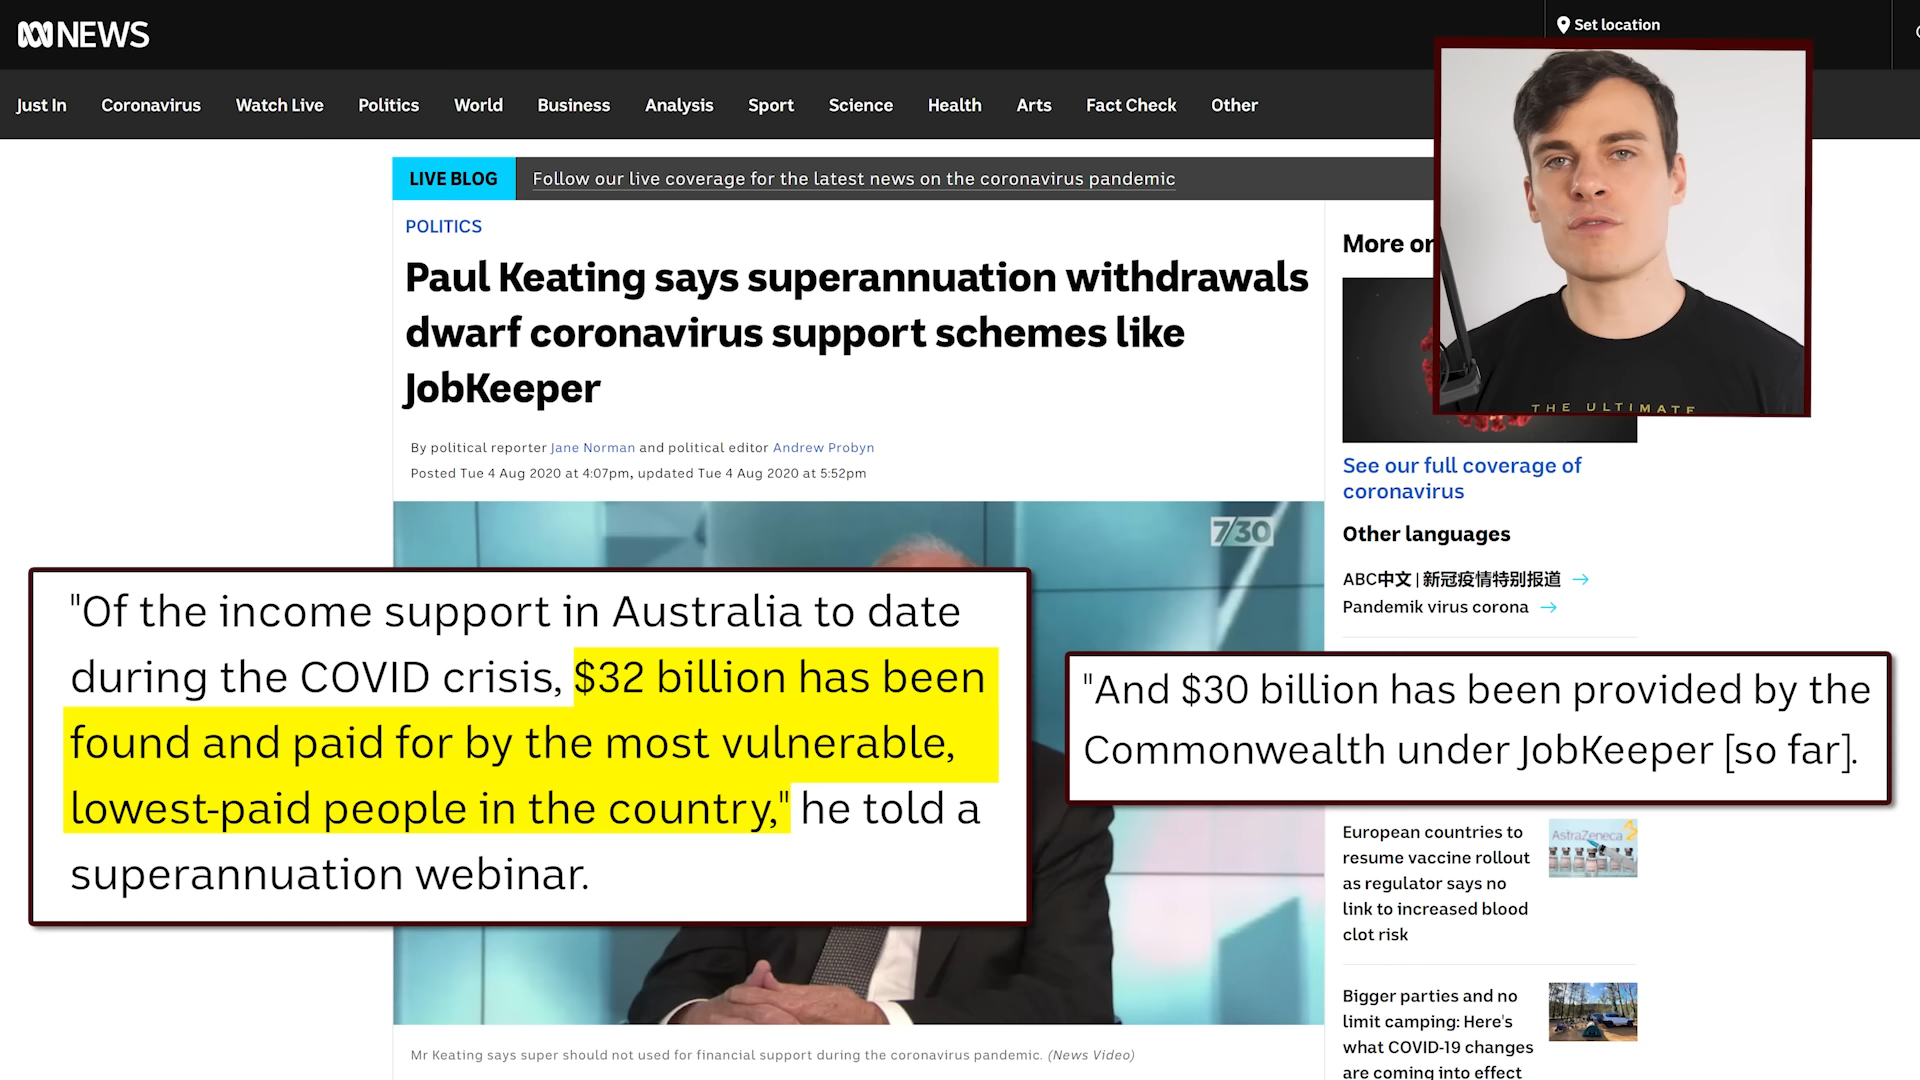 NEWS
Set location
Just In Coronavirus Watch Live Politics World Business Analysis Sport Science Health Arts Fact Check Other
LIVE BLOG Follow our live coverage for the latest news on the coronavirus pandemic
POLITICS
Paul Keating says superannuation withdrawals
dwarf coronavirus support schemes like
JobKeeper
By political reporter Jane Norman and political editor Andrew Probyn
Posted Tue 4 Aug 2020 at 4:07pm, updated Tue 4 Aug 2020 at 5:52pm
7/30
"Of the income support in Australia to date
during the COVID crisis, $32 billion has been
found and paid for by the most vulnerable,
lowest-paid people in the country," he told a
superannuation webinar.
Mr Keating says super should not used for financial support during the coronavirus pandemic. (News Video)
THE ULTIMATE
More or
See our full coverage of
coronavirus
Other languages
ABC中文 | 新冠疫情特别报道 →
Pandemik virus corona →
"And $30 billion has been provided by the
Commonwealth under JobKeeper [so far].
European countries to
resume vaccine rollout
as regulator says no
link to increased blood
clot risk
AstraZeneca
Bigger parties and no
limit camping: Here's
what COVID-19 changes
are coming into effect